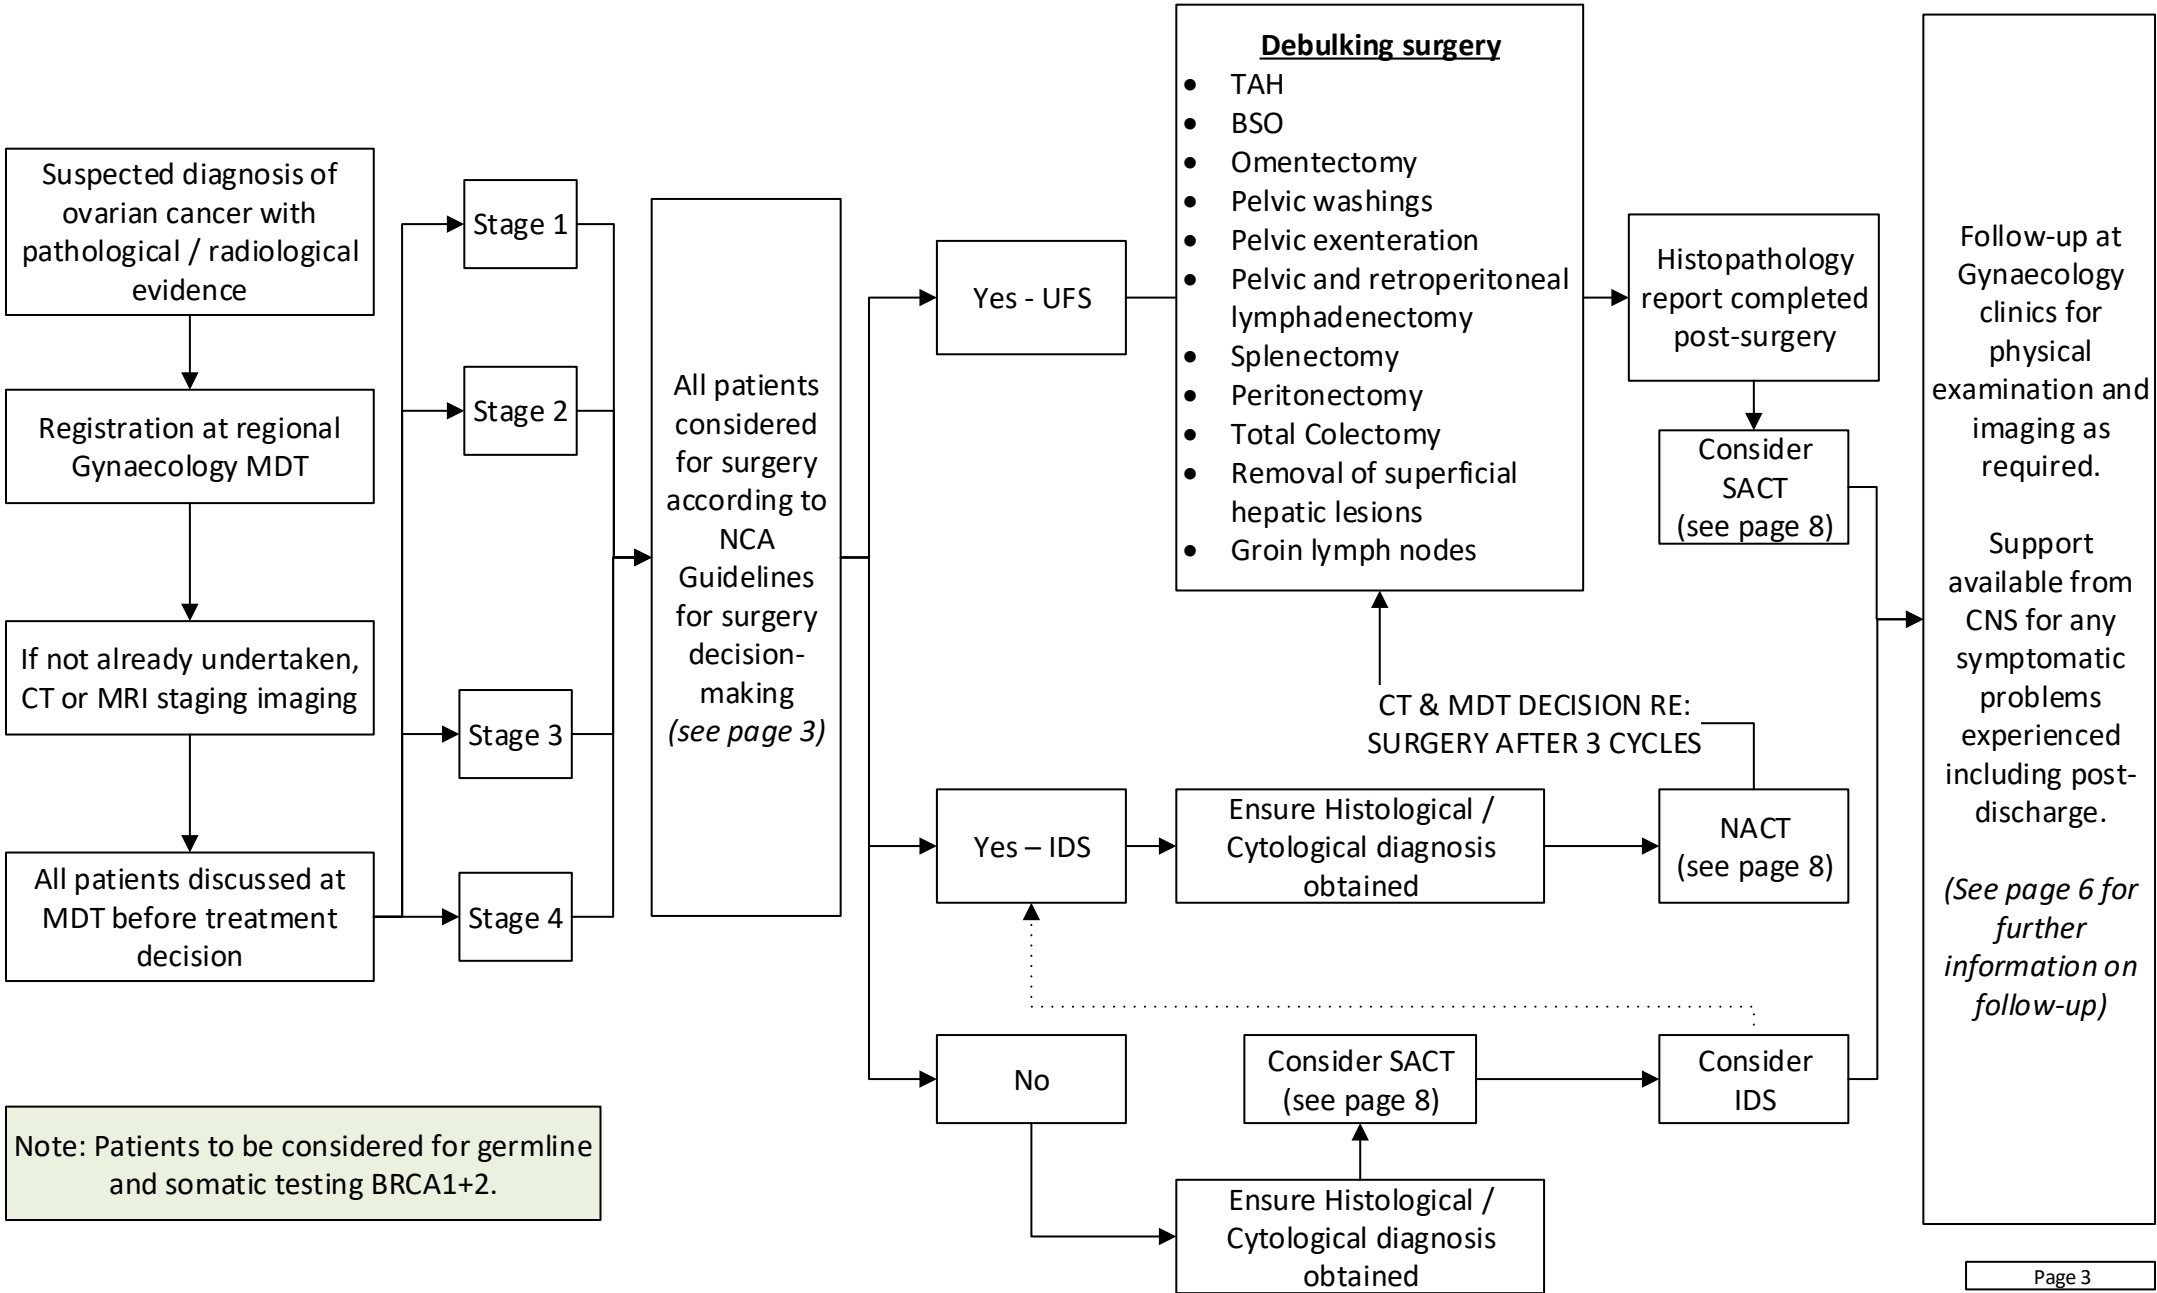 Suspected diagnosis of
ovarian cancer with
pathological / radiological
evidence
Registration at regional
Gynaecology MDT
If not already undertaken,
CT or MRI staging imaging
All patients discussed at
MDT before treatment
decision
Note: Patients to be considered for germline
and somatic testing BRCA1+2.
Stage 1
Stage 2
Stage 3
Stage 4
All patients
considered
for surgery
according to
NCA
Guidelines
for surgery
decision-
making
(see page 3)
Yes - UFS
Debulking surgery
• TAH
• BSO
• Omentectomy
• Pelvic washings
• Pelvic exenteration
• Pelvic and retroperitoneal
lymphadenectomy
• Splenectomy
• Peritonectomy
• Total Colectomy
• Removal of superficial
hepatic lesions
• Groin lymph nodes
Histopathology
report completed
post-surgery
Consider
SACT
(see page 8)
CT & MDT DECISION RE:
SURGERY AFTER 3 CYCLES
Yes – IDS
Ensure Histological /
Cytological diagnosis
obtained
NACT
(see page 8)
No
Ensure Histological /
Cytological diagnosis
obtained
Consider SACT
(see page 8)
Consider
IDS
Follow-up at
Gynaecology
clinics for
physical
examination and
imaging as
required.
Support
available from
CNS for any
symptomatic
problems
experienced
including post-
discharge.
(See page 6 for
further
information on
follow-up)
Page 3